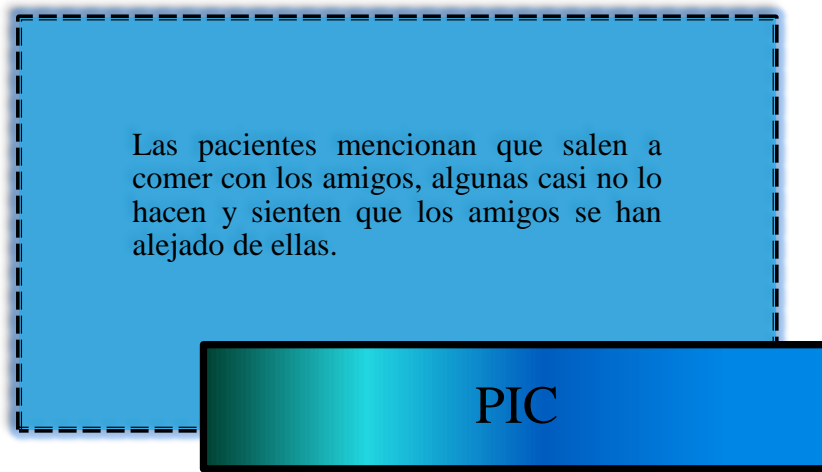 Las pacientes mencionan que salen a
comer con los amigos, algunas casi no lo
hacen y sienten que los amigos se han
alejado de ellas.
PIC